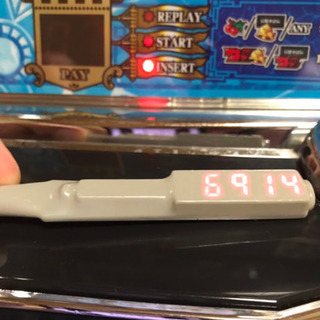 REPLAY
/ANY
START
INSERT
PAY
6914